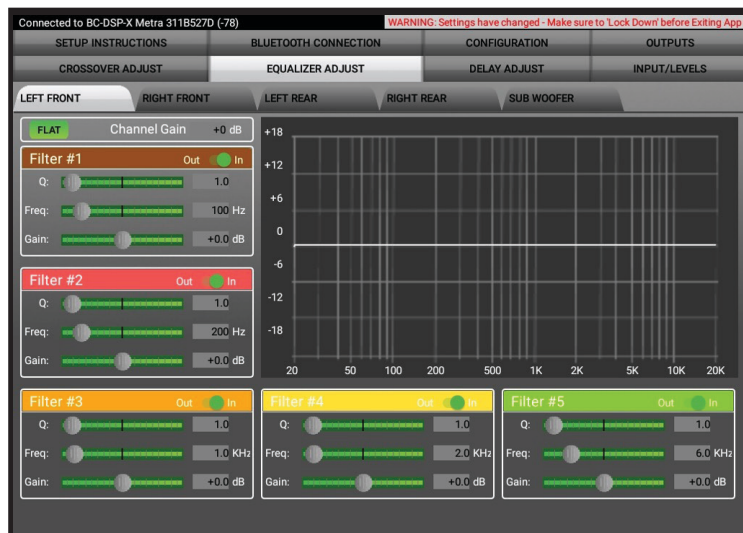 Connected to BC-DSP-X Metra 311B527D (-78)
WARNING: Settings have changed - Make sure to 'Lock Down' before Exiting App
SETUP INSTRUCTIONS
BLUETOOTH CONNECTION
CONFIGURATION
OUTPUTS
CROSSOVER ADJUST
EQUALIZER ADJUST
DELAY ADJUST
INPUT/LEVELS
LEFT FRONT
RIGHT FRONT
LEFT REAR
RIGHT REAR
SUB WOOFER
FLAT Channel Gain +0 dB
Filter #1 Out In
Q: 1.0
Freq: 100 Hz
Gain: +0.0 dB
Filter #2 Out In
Q: 1.0
Freq: 200 Hz
Gain: +0.0 dB
+18
+12
+6
0
-6
-12
-18
20 50 100 200 500 1K 2K 5K 10K 20K
Filter #3 Out In
Q: 1.0
Freq: 1.0 KHz
Gain: +0.0 dB
Filter #4 Out In
Q: 1.0
Freq: 2.0 KHz
Gain: +0.0 dB
Filter #5 Out In
Q: 1.0
Freq: 6.0 KHz
Gain: +0.0 dB